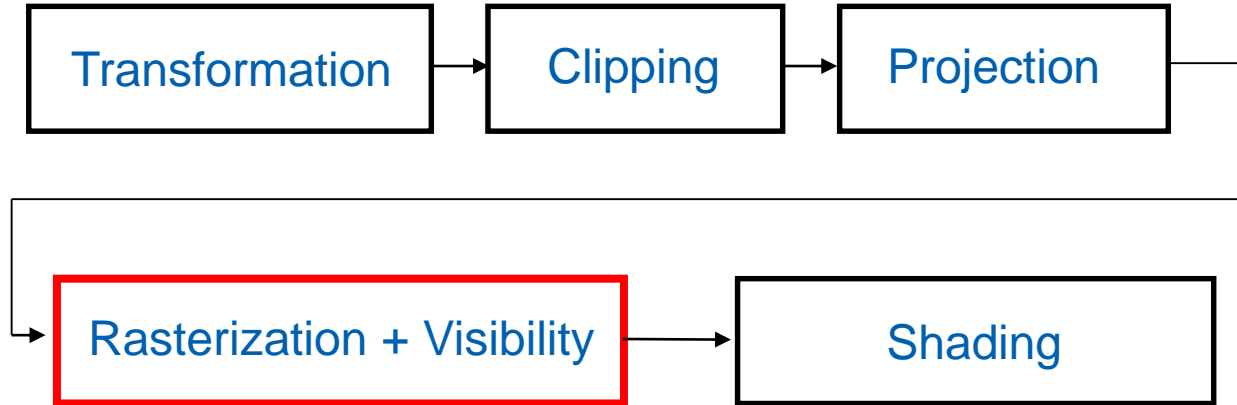 Transformation
Clipping
Projection
Rasterization + Visibility
Shading